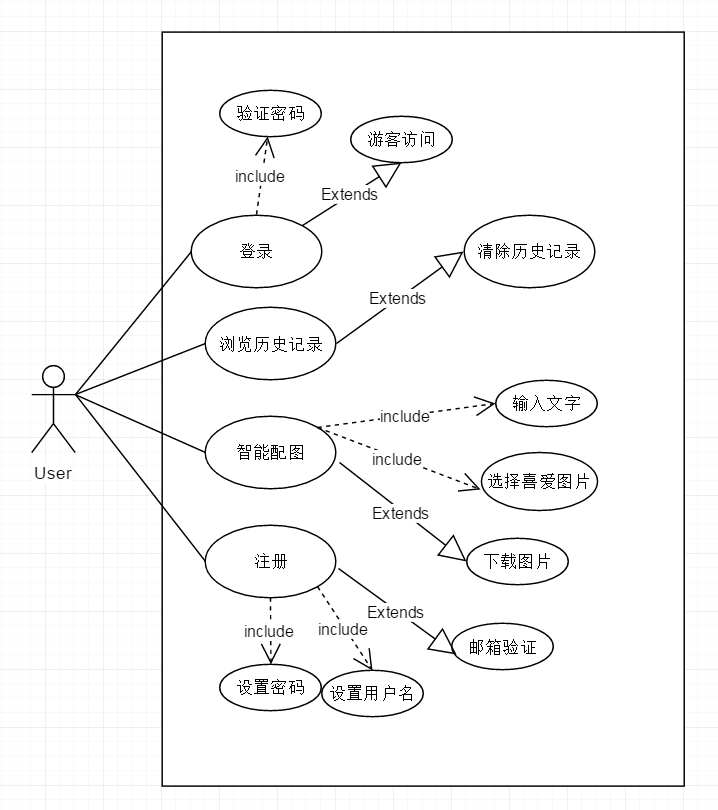 验证密码
游客访问
include
Extends
登录
清除历史记录
Extends
浏览历史记录
输入文字
include
智能配图
include
User
选择喜爱图片
Extends
注册
下载图片
Extends
include
include
邮箱验证
设置密码
设置用户名